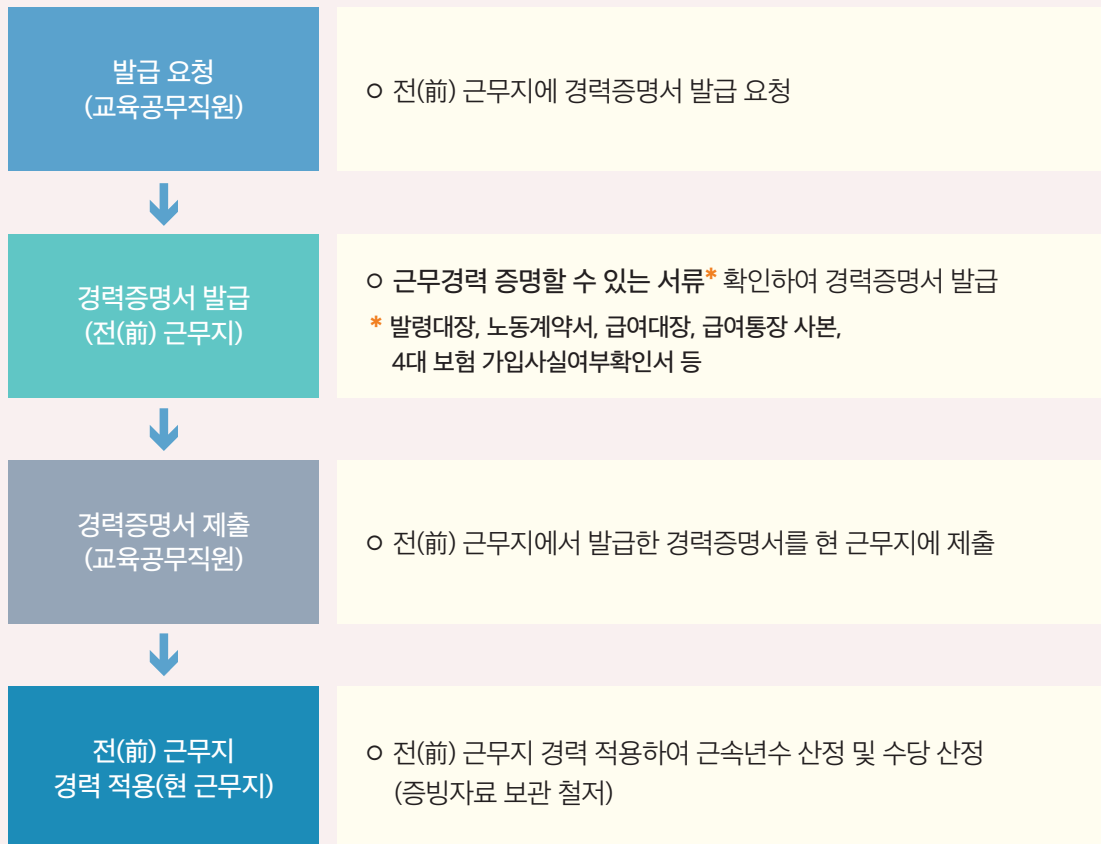 발급 요청
(교육공무직원)
ㅇ 전(前) 근무지에 경력증명서 발급 요청
경력증명서 발급
(전(前) 근무지)
ㅇ 근무경력 증명할 수 있는 서류* 확인하여 경력증명서 발급
* 발령대장, 노동계약서, 급여대장, 급여통장 사본,
4대 보험 가입사실여부확인서 등
경력증명서 제출
(교육공무직원)
ㅇ 전(前) 근무지에서 발급한 경력증명서를 현 근무지에 제출
전(前) 근무지
경력 적용(현 근무지)
ㅇ 전(前) 근무지 경력 적용하여 근속년수 산정 및 수당 산정
(증빙자료 보관 철저)